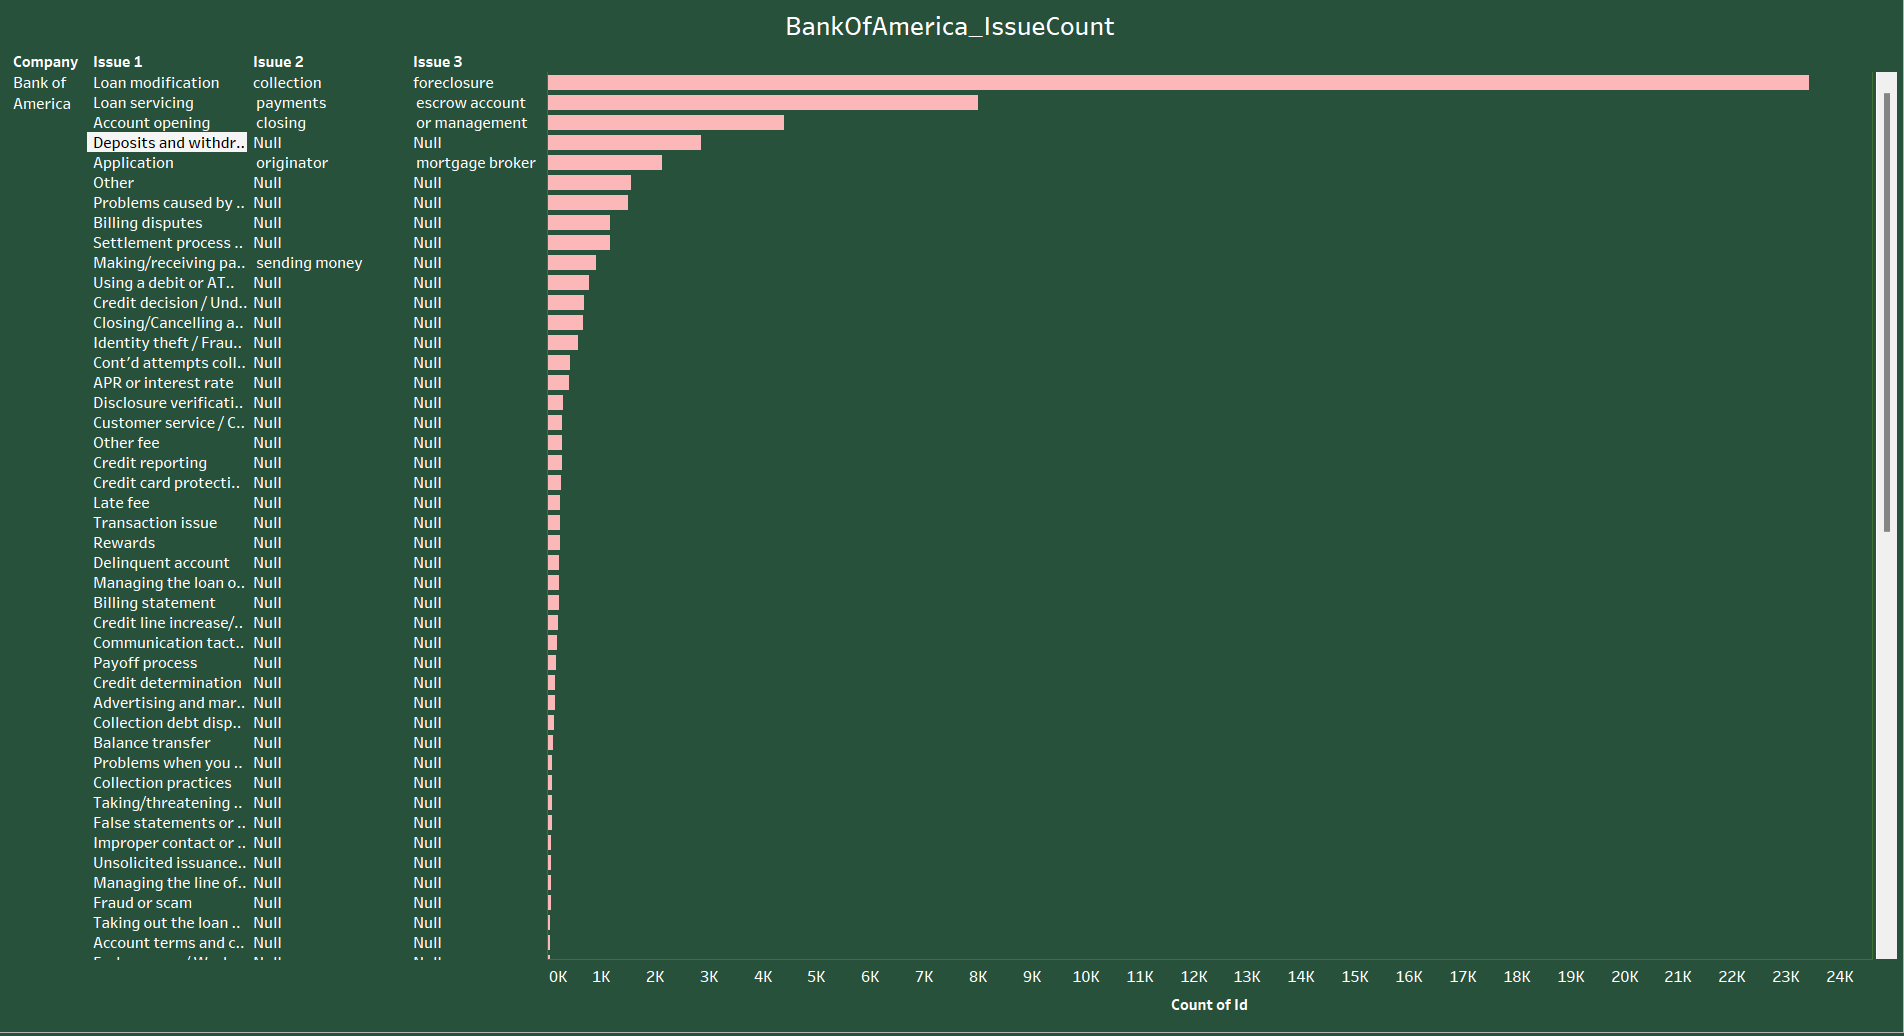 BankOfAmerica_IssueCount
Company Issue 1 Isuue 2 Issue 3
Bank of America Loan modification collection foreclosure
Loan servicing payments escrow account
Account opening closing or management
Deposits and withdr.. Null Null
Application originator mortgage broker
Other Null Null
Problems caused by .. Null Null
Billing disputes Null Null
Settlement process .. Null Null
Making/receiving pa.. sending money Null
Using a debit or AT.. Null Null
Credit decision / Und.. Null Null
Closing/Cancelling a.. Null Null
Identity theft / Frau.. Null Null
Cont'd attempts coll.. Null Null
APR or interest rate Null Null
Disclosure verificati.. Null Null
Customer service / C.. Null Null
Other fee Null Null
Credit reporting Null Null
Credit card protecti.. Null Null
Late fee Null Null
Transaction issue Null Null
Rewards Null Null
Delinquent account Null Null
Managing the loan o.. Null Null
Billing statement Null Null
Credit line increase/.. Null Null
Communication tact.. Null Null
Payoff process Null Null
Credit determination Null Null
Advertising and mar.. Null Null
Collection debt disp.. Null Null
Balance transfer Null Null
Problems when you .. Null Null
Collection practices Null Null
Taking/threatening .. Null Null
False statements or .. Null Null
Improper contact or .. Null Null
Unsolicited issuance.. Null Null
Managing the line of.. Null Null
Fraud or scam Null Null
Taking out the loan .. Null Null
Account terms and c.. Null Null
0K 1K 2K 3K 4K 5K 6K 7K 8K 9K 10K 11K 12K 13K 14K 15K 16K 17K 18K 19K 20K 21K 22K 23K 24K
Count of Id